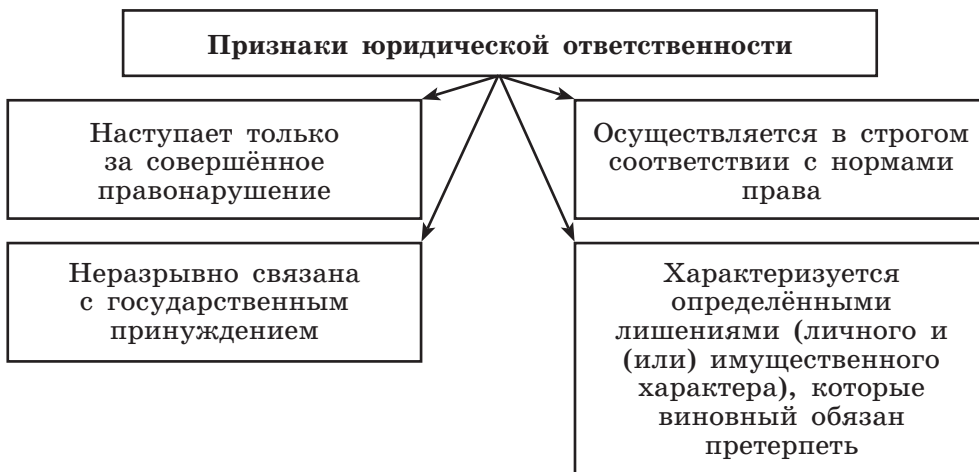 Признаки юридической ответственности
Наступает только
за совершённое
правонарушение
Осуществляется в строгом
соответствии с нормами
права
Неразрывно связана
с государственным
принуждением
Характеризуется
определёнными
лишениями (личного и
(или) имущественного
характера), которые
виновный обязан
претерпеть